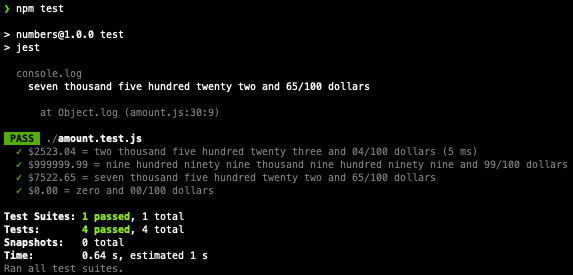 ❯ npm test
> numbers@1.0.0 test
> jest
console.log
seven thousand five hundred twenty two and 65/100 dollars
at Object.log (amount.js:30:9)
PASS ./amount.test.js
✓ $2523.04 = two thousand five hundred twenty three and 04/100 dollars (5 ms)
✓ $999999.99 = nine hundred ninety nine thousand nine hundred ninety nine and 99/100 dollars
✓ $7522.65 = seven thousand five hundred twenty two and 65/100 dollars
✓ $0.00 = zero and 00/100 dollars
Test Suites: 1 passed, 1 total
Tests: 4 passed, 4 total
Snapshots: 0 total
Time: 0.64 s, estimated 1 s
Ran all test suites.